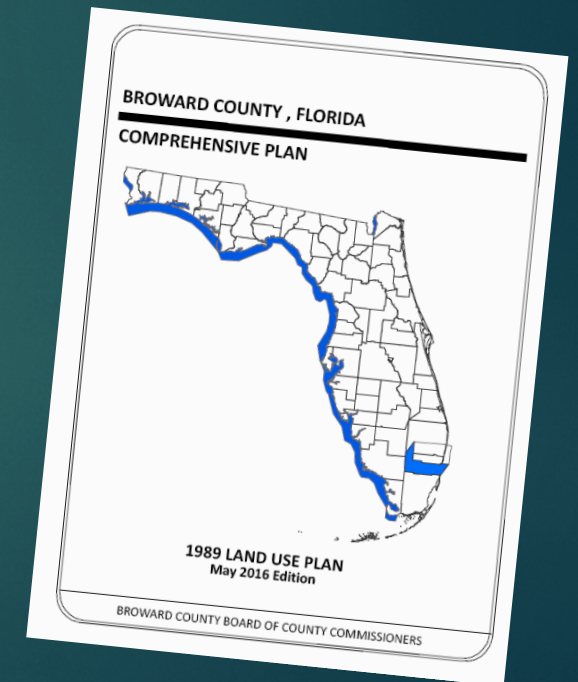 BROWARD COUNTY , FLORIDA
COMPREHENSIVE PLAN
1989 LAND USE PLAN
May 2016 Edition
BROWARD COUNTY BOARD OF COUNTY COMMISSIONERS